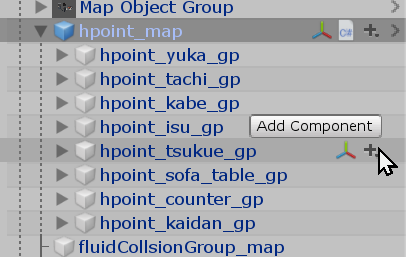 Map Object Group
hpoint_map
hpoint_yuka_gp
hpoint_tachi_gp
hpoint_kabe_gp
hpoint_isu_gp
Add Component
hpoint_tsukue_gp
hpoint_sofa_table_gp
hpoint_counter_gp
hpoint_kaidan_gp
fluidCollsionGroup_map